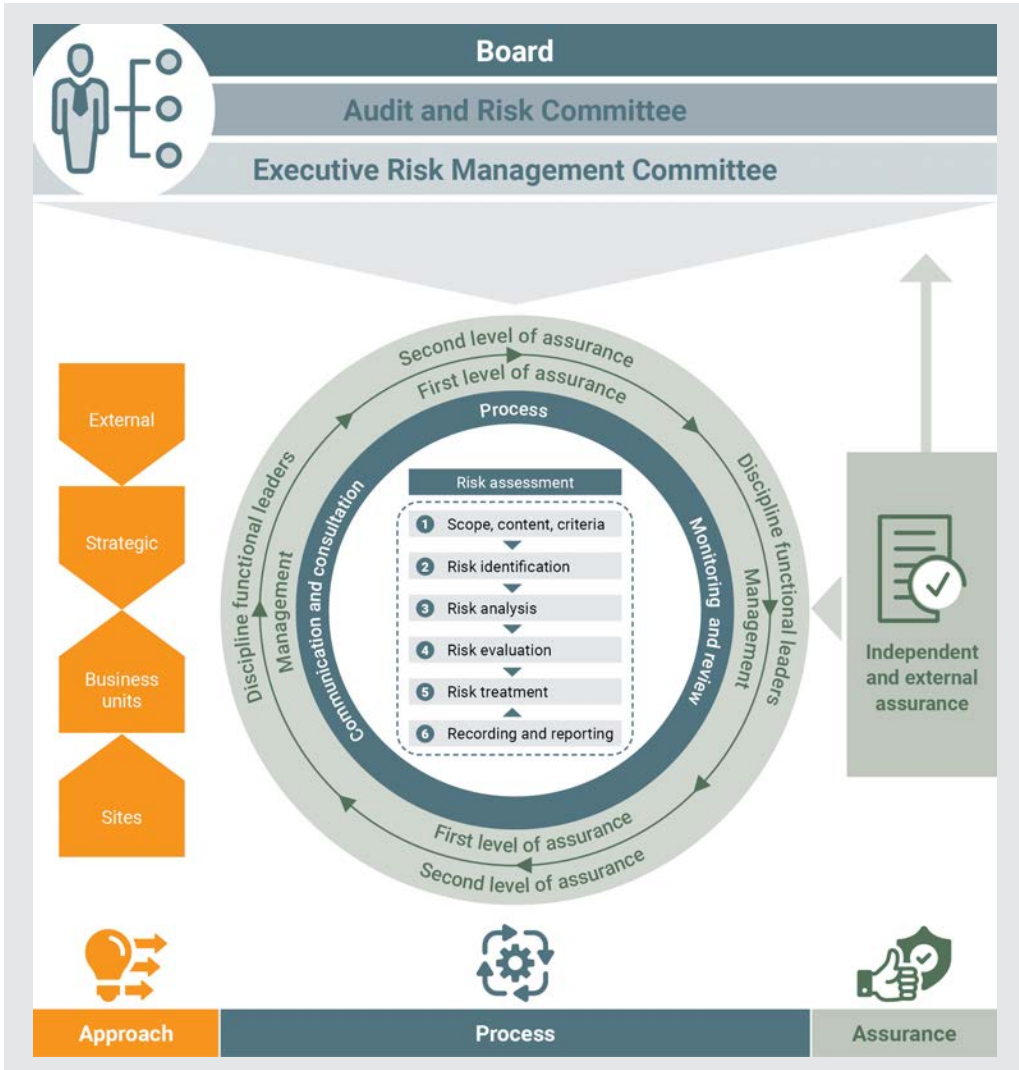 Board
Audit and Risk Committee
Executive Risk Management Committee
External
Strategic
Business
units
Sites
Second level of assurance
First level of assurance
Process
Discipline functional leaders
Management
Communication and consultation
Risk assessment
1 Scope, content, criteria
2 Risk identification
3 Risk analysis
4 Risk evaluation
5 Risk treatment
6 Recording and reporting
Monitoring and review
Management
Discipline functional leaders
First level of assurance
Second level of assurance
Independent
and external
assurance
Approach
Process
Assurance